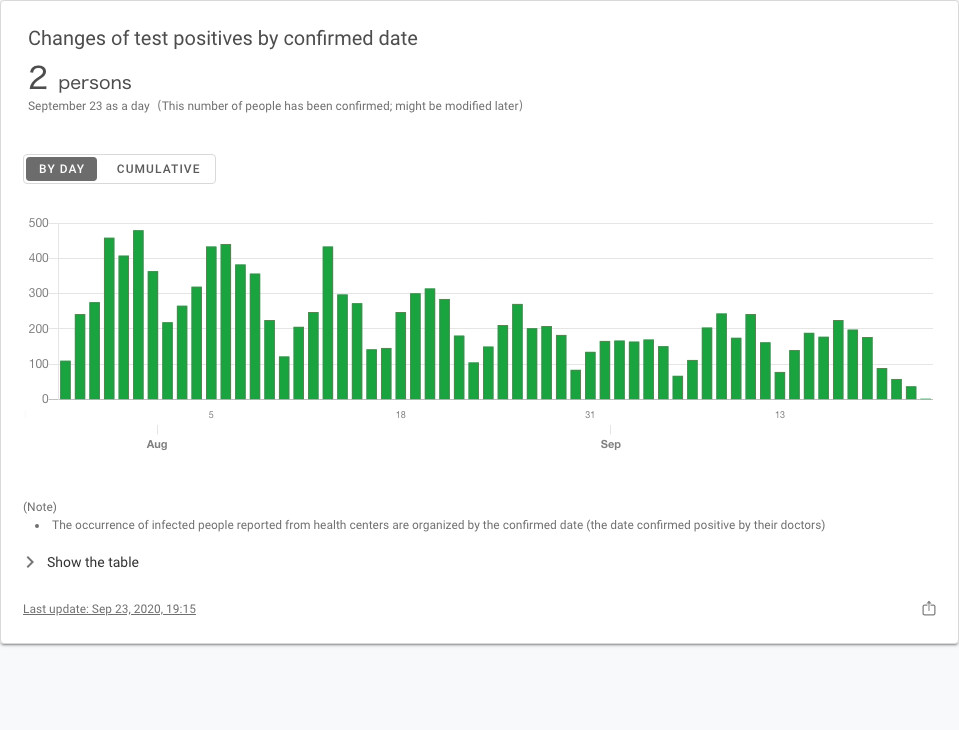 Changes of test positives by confirmed date
2 persons
September 23 as a day（This number of people has been confirmed; might be modified later）
BY DAY CUMULATIVE
500
400
300
200
100
0
5 18 31 13
Aug Sep
(Note)
• The occurrence of infected people reported from health centers are organized by the confirmed date (the date confirmed positive by their doctors)
Show the table
Last update: Sep 23, 2020, 19:15